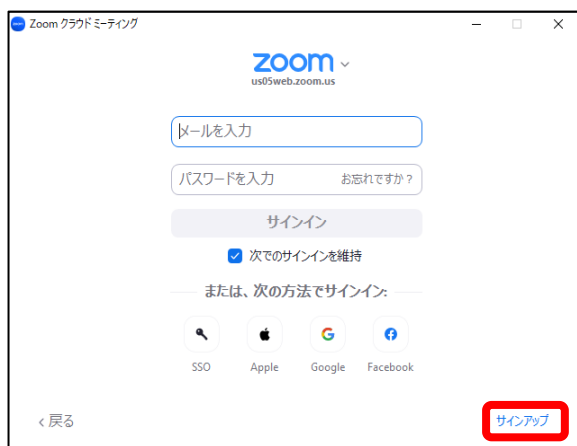 Zoom クラウド ミーティング
zoom
us05web.zoom.us
メールを入力
パスワードを入力 お忘れですか？
サインイン
次でのサインインを維持
または、次の方法でサインイン:
SSO Apple Google Facebook
戻る サインアップ